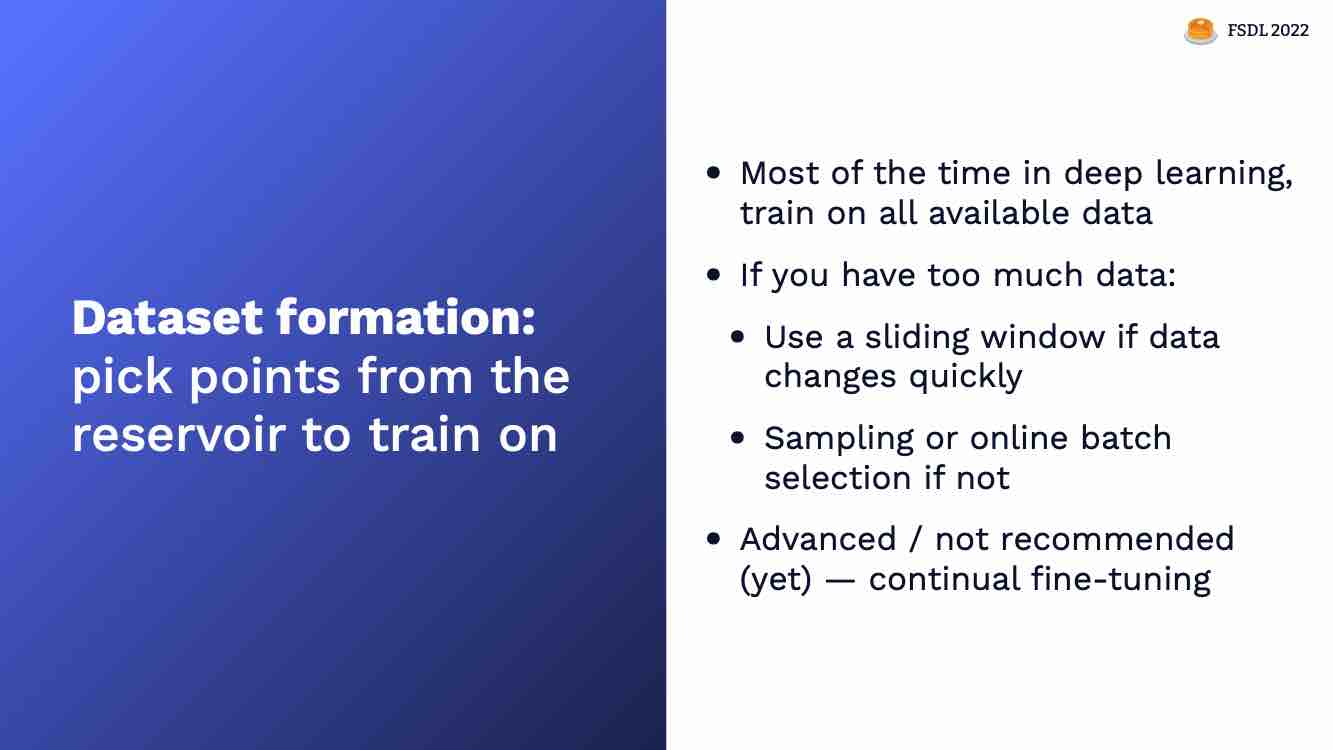 FSDL 2022
Dataset formation:
pick points from the
reservoir to train on
• Most of the time in deep learning,
train on all available data
• If you have too much data:
• Use a sliding window if data
changes quickly
• Sampling or online batch
selection if not
• Advanced / not recommended
(yet) — continual fine-tuning